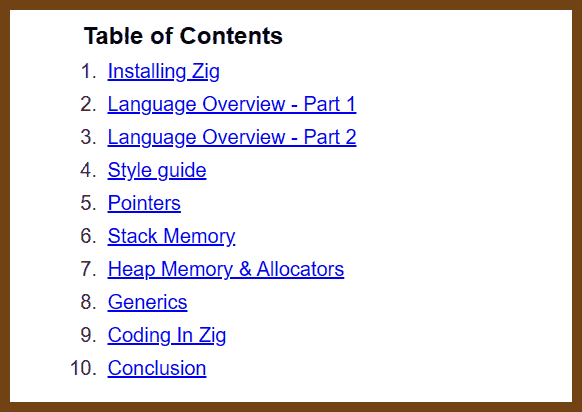 Table of Contents
1. Installing Zig
2. Language Overview - Part 1
3. Language Overview - Part 2
4. Style guide
5. Pointers
6. Stack Memory
7. Heap Memory & Allocators
8. Generics
9. Coding In Zig
10. Conclusion